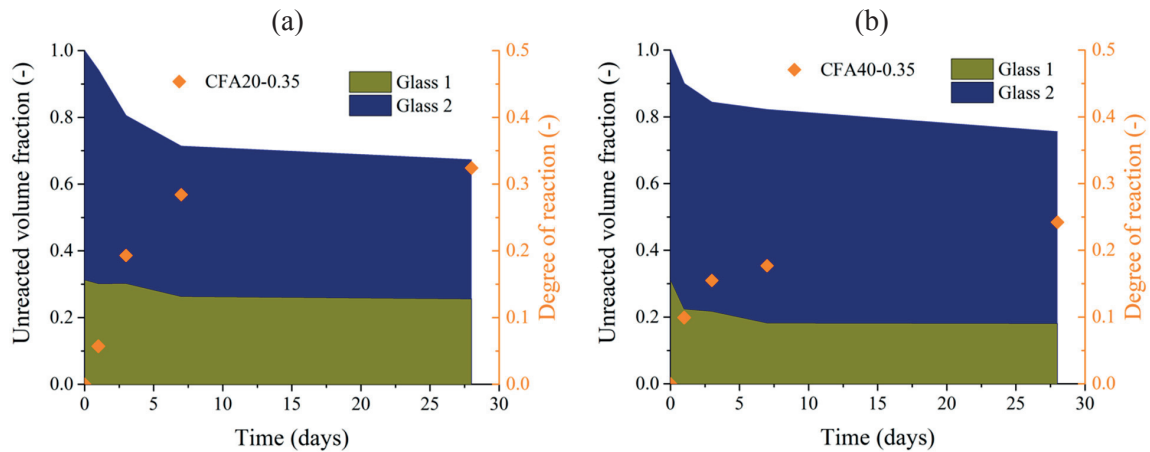 (a)
Unreacted volume fraction (-)
1.0
0.8
0.6
0.4
0.2
0.0
CFA20-0.35
Glass 1
Glass 2
0.5
0.4
0.3
0.2
0.1
0.0
Degree of reaction (-)
0 5 10 15 20 25 30
Time (days)
(b)
Unreacted volume fraction (-)
1.0
0.8
0.6
0.4
0.2
0.0
CFA40-0.35
Glass 1
Glass 2
0.5
0.4
0.3
0.2
0.1
0.0
Degree of reaction (-)
0 5 10 15 20 25 30
Time (days)